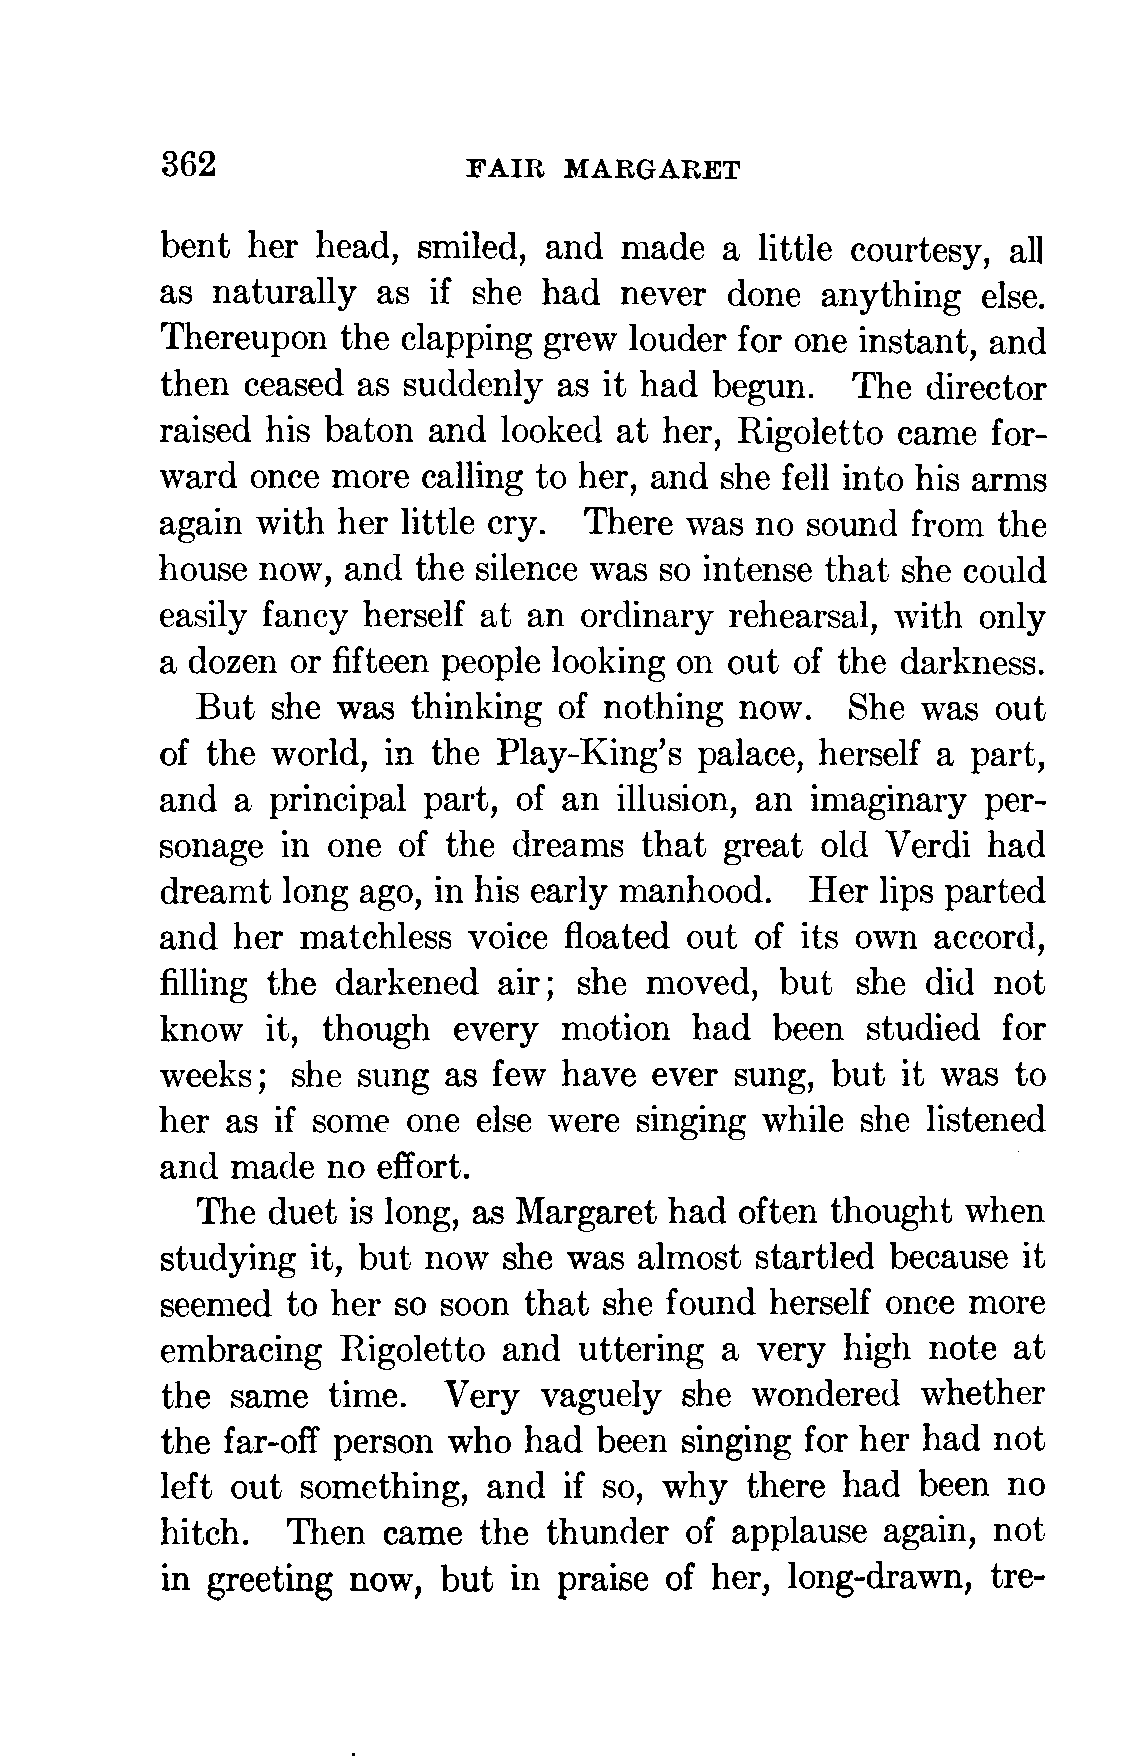 362 FAIR MARGARET
bent her head, smiled, and made a little courtesy, all
as naturally as if she had never done anything else.
Thereupon the clapping grew louder for one instant, and
then ceased as suddenly as it had begun. The director
raised his baton and looked at her, Rigoletto came for-
ward once more calling to her, and she fell into his arms
again with her little cry. There was no sound from the
house now, and the silence was so intense that she could
easily fancy herself at an ordinary rehearsal, with only
a dozen or fifteen people looking on out of the darkness.
But she was thinking of nothing now. She was out
of the world, in the Play-King's palace, herself a part,
and a principal part, of an illusion, an imaginary per-
sonage in one of the dreams that great old Verdi had
dreamt long ago, in his early manhood. Her lips parted
and her matchless voice floated out of its own accord,
filling the darkened air; she moved, but she did not
know it, though every motion had been studied for
weeks; she sung as few have ever sung, but it was to
her as if some one else were singing while she listened
and made no effort.
The duet is long, as Margaret had often thought when
studying it, but now she was almost startled because it
seemed to her so soon that she found herself once more
embracing Rigoletto and uttering a very high note at
the same time. Very vaguely she wondered whether
the far-off person who had been singing for her had not
left out something, and if so, why there had been no
hitch. Then came the thunder of applause again, not
in greeting now, but in praise of her, long-drawn, tre-